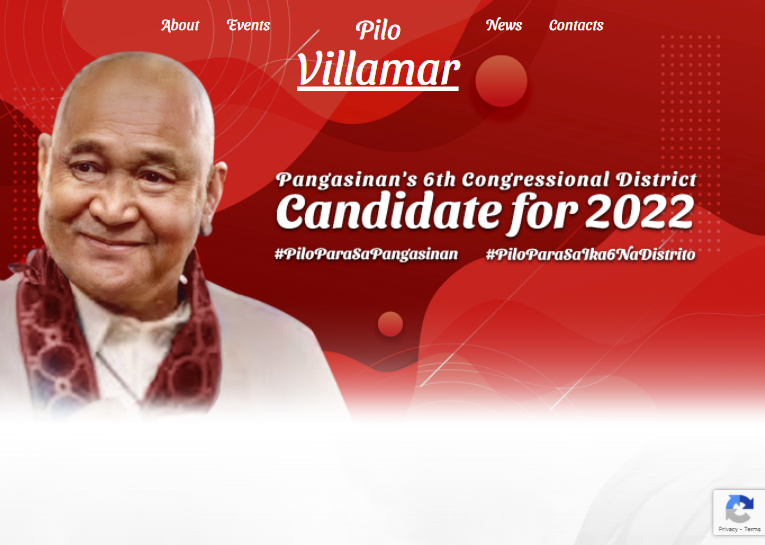 About
Events
Pilo
Villamar
News
Contacts
Pangasinan's 6th Congressional District
Candidate for 2022
#PiloParaSaPangasinan #PiloParaSaIka6NaDistrito
Privacy - Terms